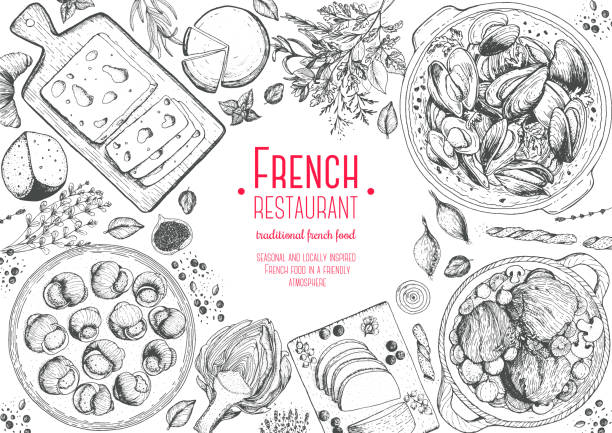 FRENCH
RESTAURANT
traditional french food
SEASONAL AND LOCALLY INSPIRED
FRENCH FOOD IN A FRIENDLY
ATMOSPHERE